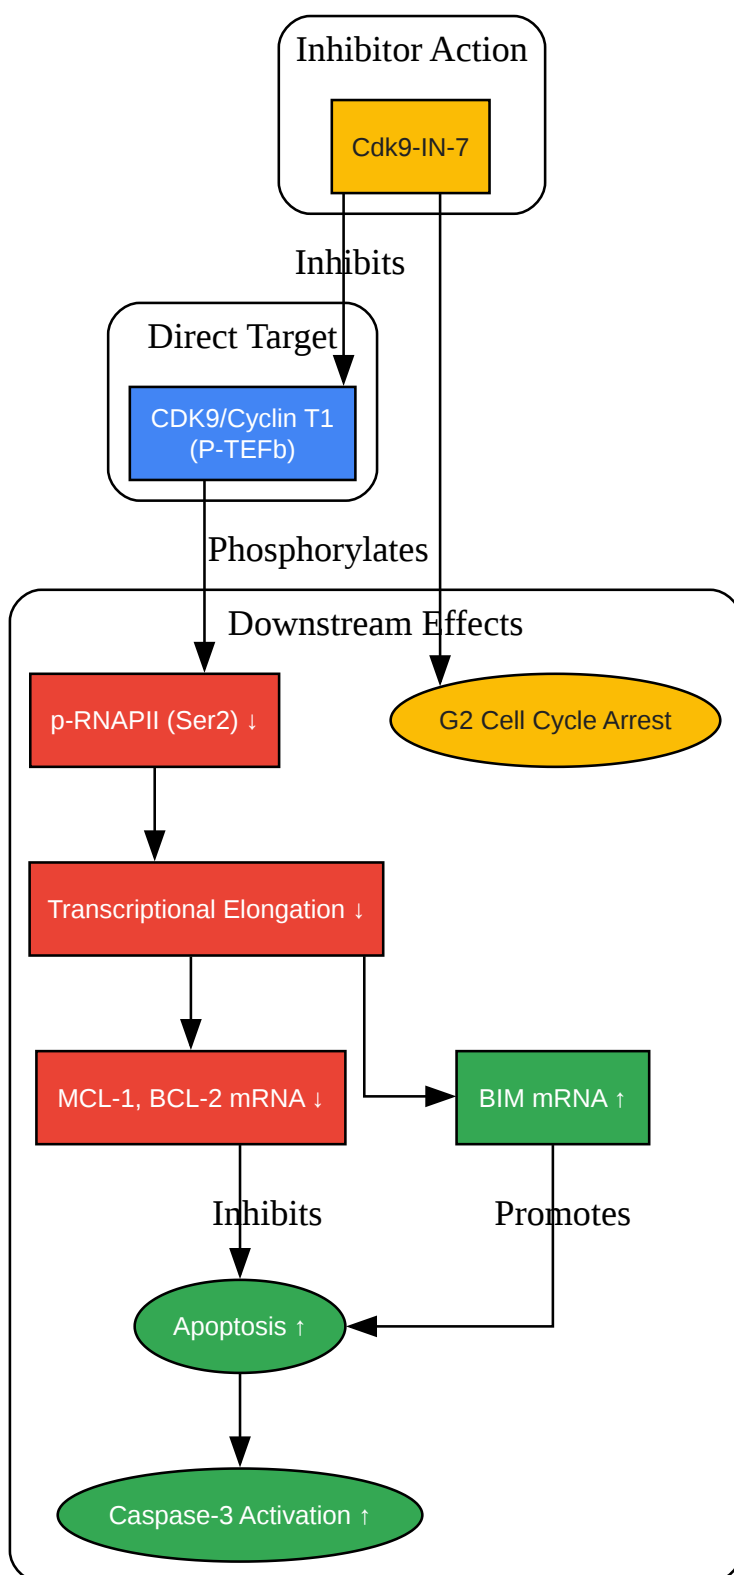 Inhibitor Action
Cdk9-IN-7
Inhibits
Direct Target
CDK9/Cyclin T1
(P-TEFb)
Phosphorylates
Downstream Effects
p-RNAPII (Ser2) ↓
G2 Cell Cycle Arrest
Transcriptional Elongation ↓
MCL-1, BCL-2 mRNA ↓
BIM mRNA ↑
Inhibits
Promotes
Apoptosis ↑
Caspase-3 Activation ↑